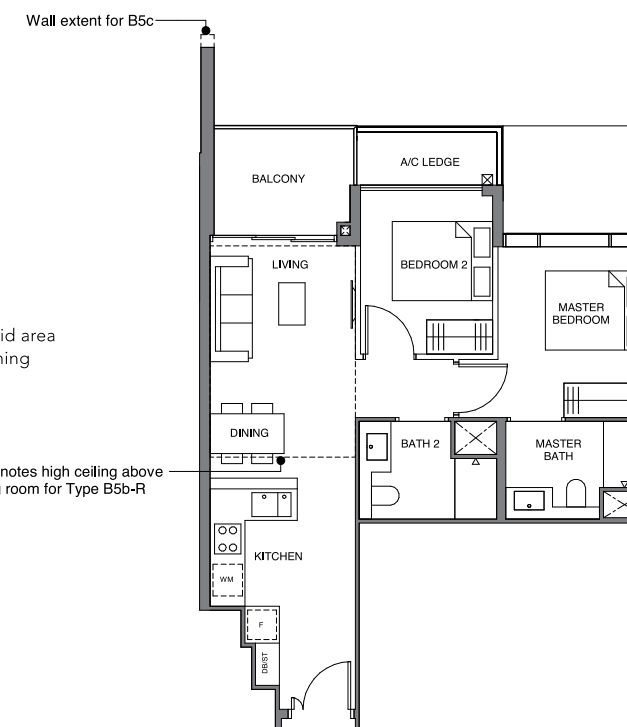 Wall extent for B5c
BALCONY
A/C LEDGE
LIVING
BEDROOM 2
MASTER
BEDROOM
id area
ning
DINING
BATH 2
MASTER
BATH
notes high ceiling above
room for Type B5b-R
KITCHEN
WM
F
DB/ST